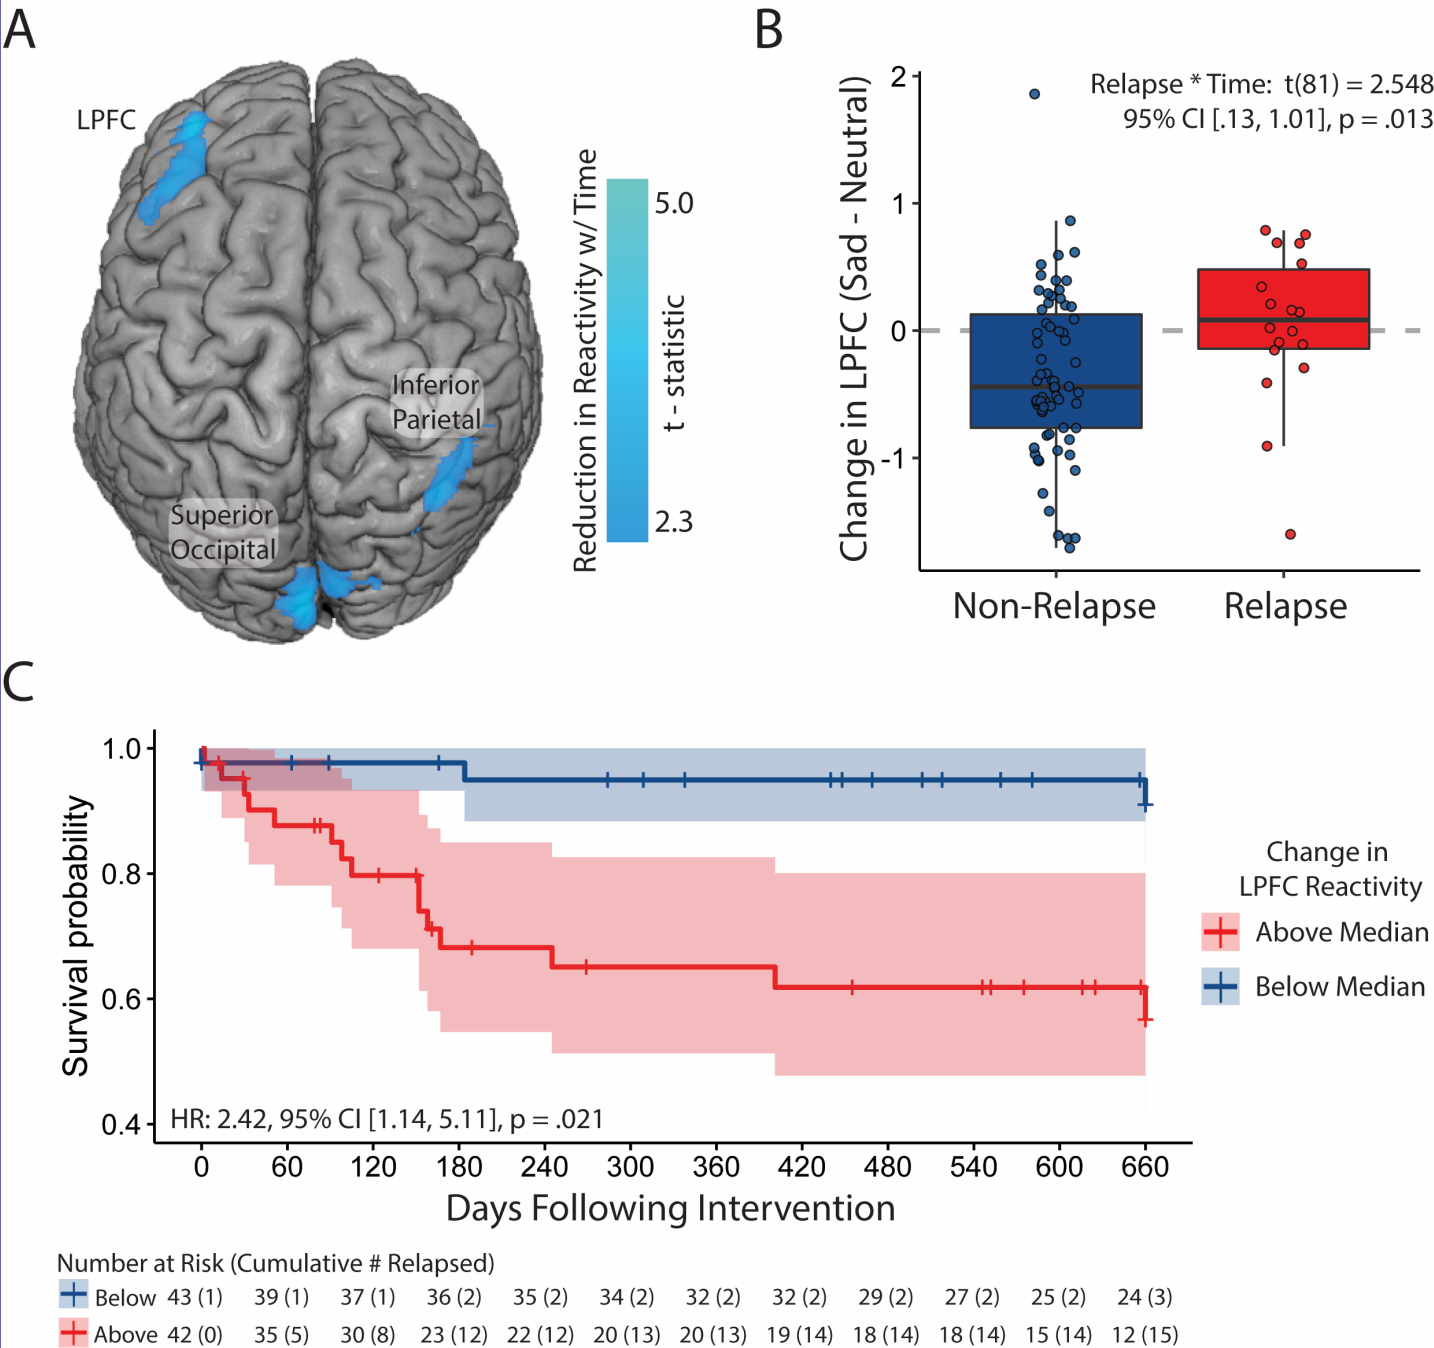 A
LPFC
Inferior
Parietal
Superior
Occipital
Reduction in Reactivity w/ Time
t - statistic
5.0
2.3
B
Change in LPFC (Sad - Neutral)
2
1
0
-1
Relapse * Time: t(81) = 2.548
95% CI [.13, 1.01], p = .013
Non-Relapse Relapse
C
Survival probability
1.0
0.8
0.6
0.4
HR: 2.42, 95% CI [1.14, 5.11], p = .021
0 60 120 180 240 300 360 420 480 540 600 660
Days Following Intervention
Change in
LPFC Reactivity
Above Median
Below Median
Number at Risk (Cumulative # Relapsed)
Below 43 (1) 39 (1) 37 (1) 36 (2) 35 (2) 34 (2) 32 (2) 32 (2) 29 (2) 27 (2) 25 (2) 24 (3)
Above 42 (0) 35 (5) 30 (8) 23 (12) 22 (12) 20 (13) 20 (13) 19 (14) 18 (14) 18 (14) 15 (14) 12 (15)